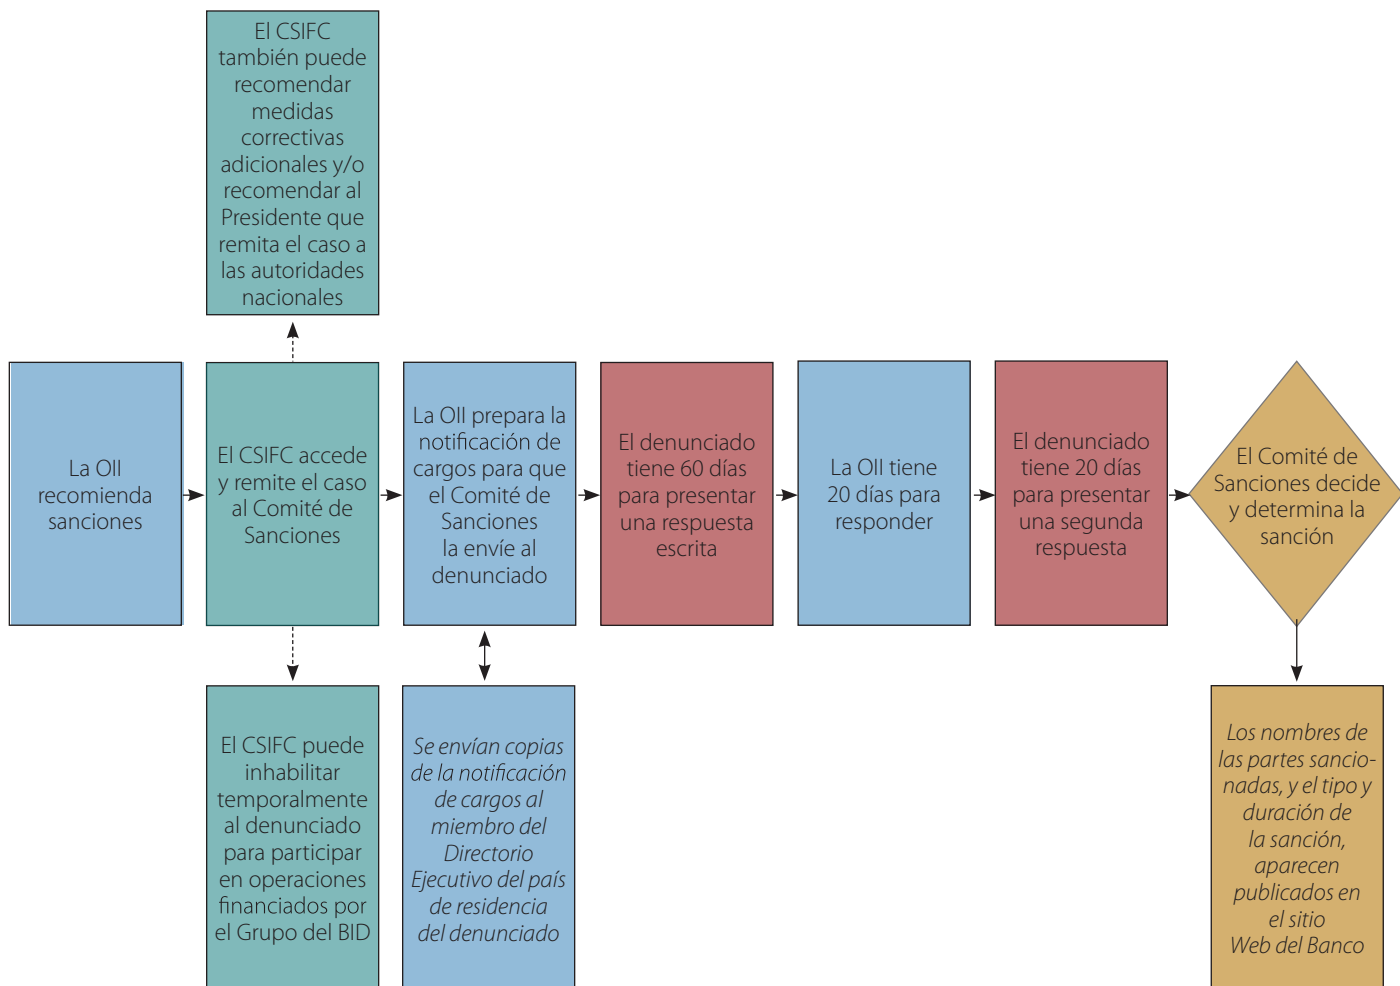 El CSIFC
también puede
recomendar
medidas
correctivas
adicionales y/o
recomendar al
Presidente que
remita el caso a
las autoridades
nacionales
La OII
recomienda
sanciones
El CSIFC accede
y remite el caso
al Comité de
Sanciones
La OII prepara la
notificación de
cargos para que
el Comité de
Sanciones
la envíe al
denunciado
El denunciado
tiene 60 días
para presentar
una respuesta
escrita
La OII tiene
20 días para
responder
El denunciado
tiene 20 días
para presentar
una segunda
respuesta
El Comité de
Sanciones decide
y determina la
sanción
El CSIFC puede
inhabilitar
temporalmente
al denunciado
para participar
en operaciones
financiados por
el Grupo del BID
Se envían copias
de la notificación
de cargos al
miembro del
Directorio
Ejecutivo del país
de residencia
del denunciado
Los nombres de
las partes sancio-
nadas, y el tipo y
duración de
la sanción,
aparecen
publicados en
el sitio
Web del Banco